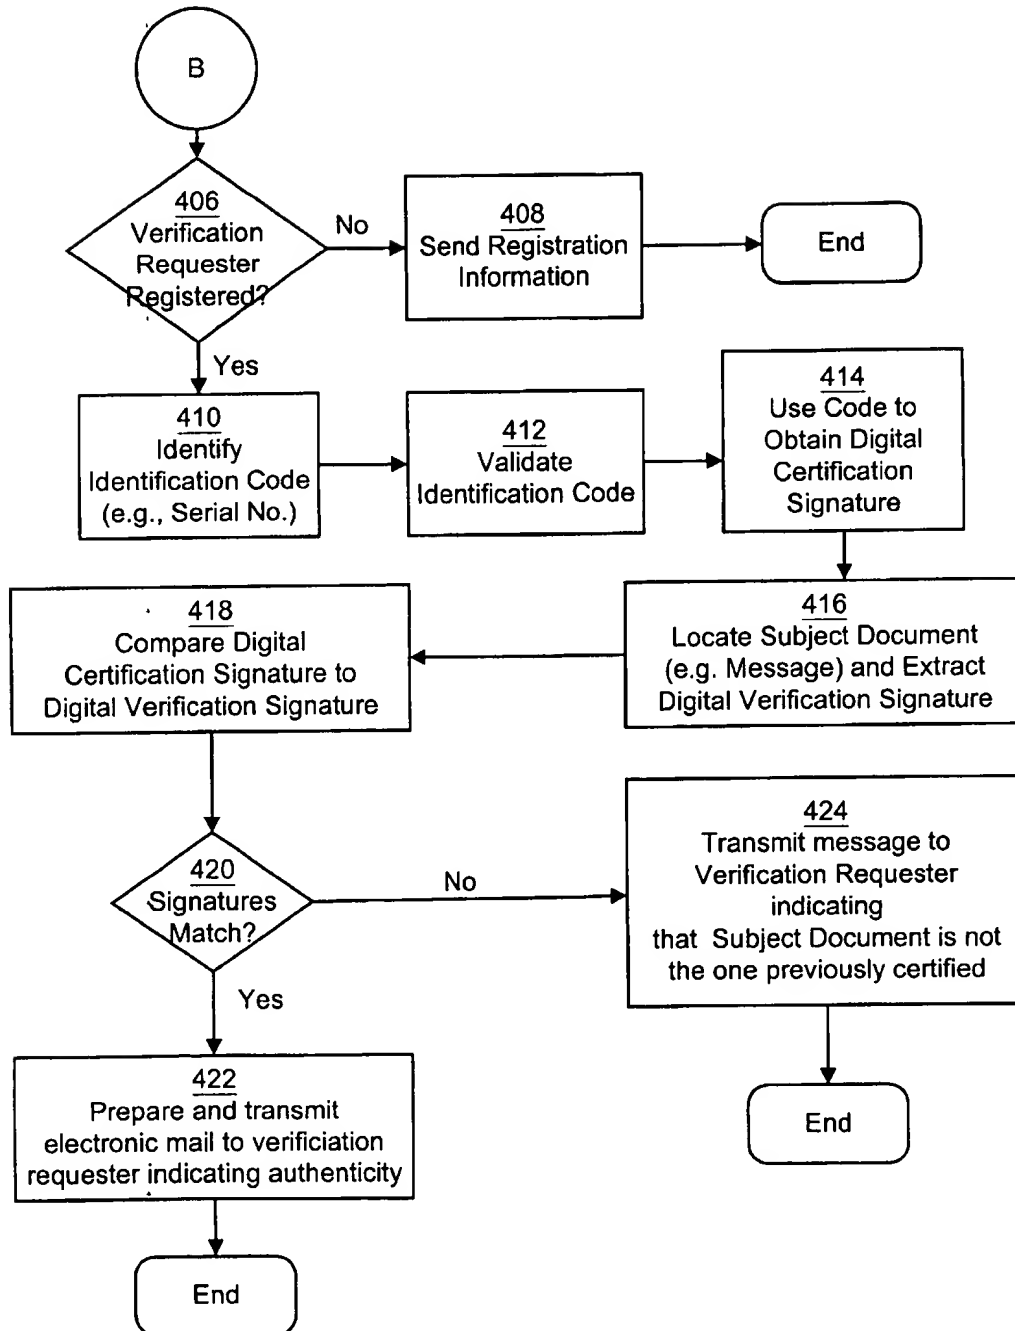 B
406
Verification
Requester
Registered?
No
408
Send Registration
Information
End
Yes
410
Identify
Identification Code
(e.g., Serial No.)
412
Validate
Identification Code
414
Use Code to
Obtain Digital
Certification
Signature
416
Locate Subject Document
(e.g. Message) and Extract
Digital Verification Signature
418
Compare Digital
Certification Signature to
Digital Verification Signature
420
Signatures
Match?
No
424
Transmit message to
Verification Requester
indicating
that Subject Document is not
the one previously certified
End
Yes
422
Prepare and transmit
electronic mail to verificiation
requester indicating authenticity
End